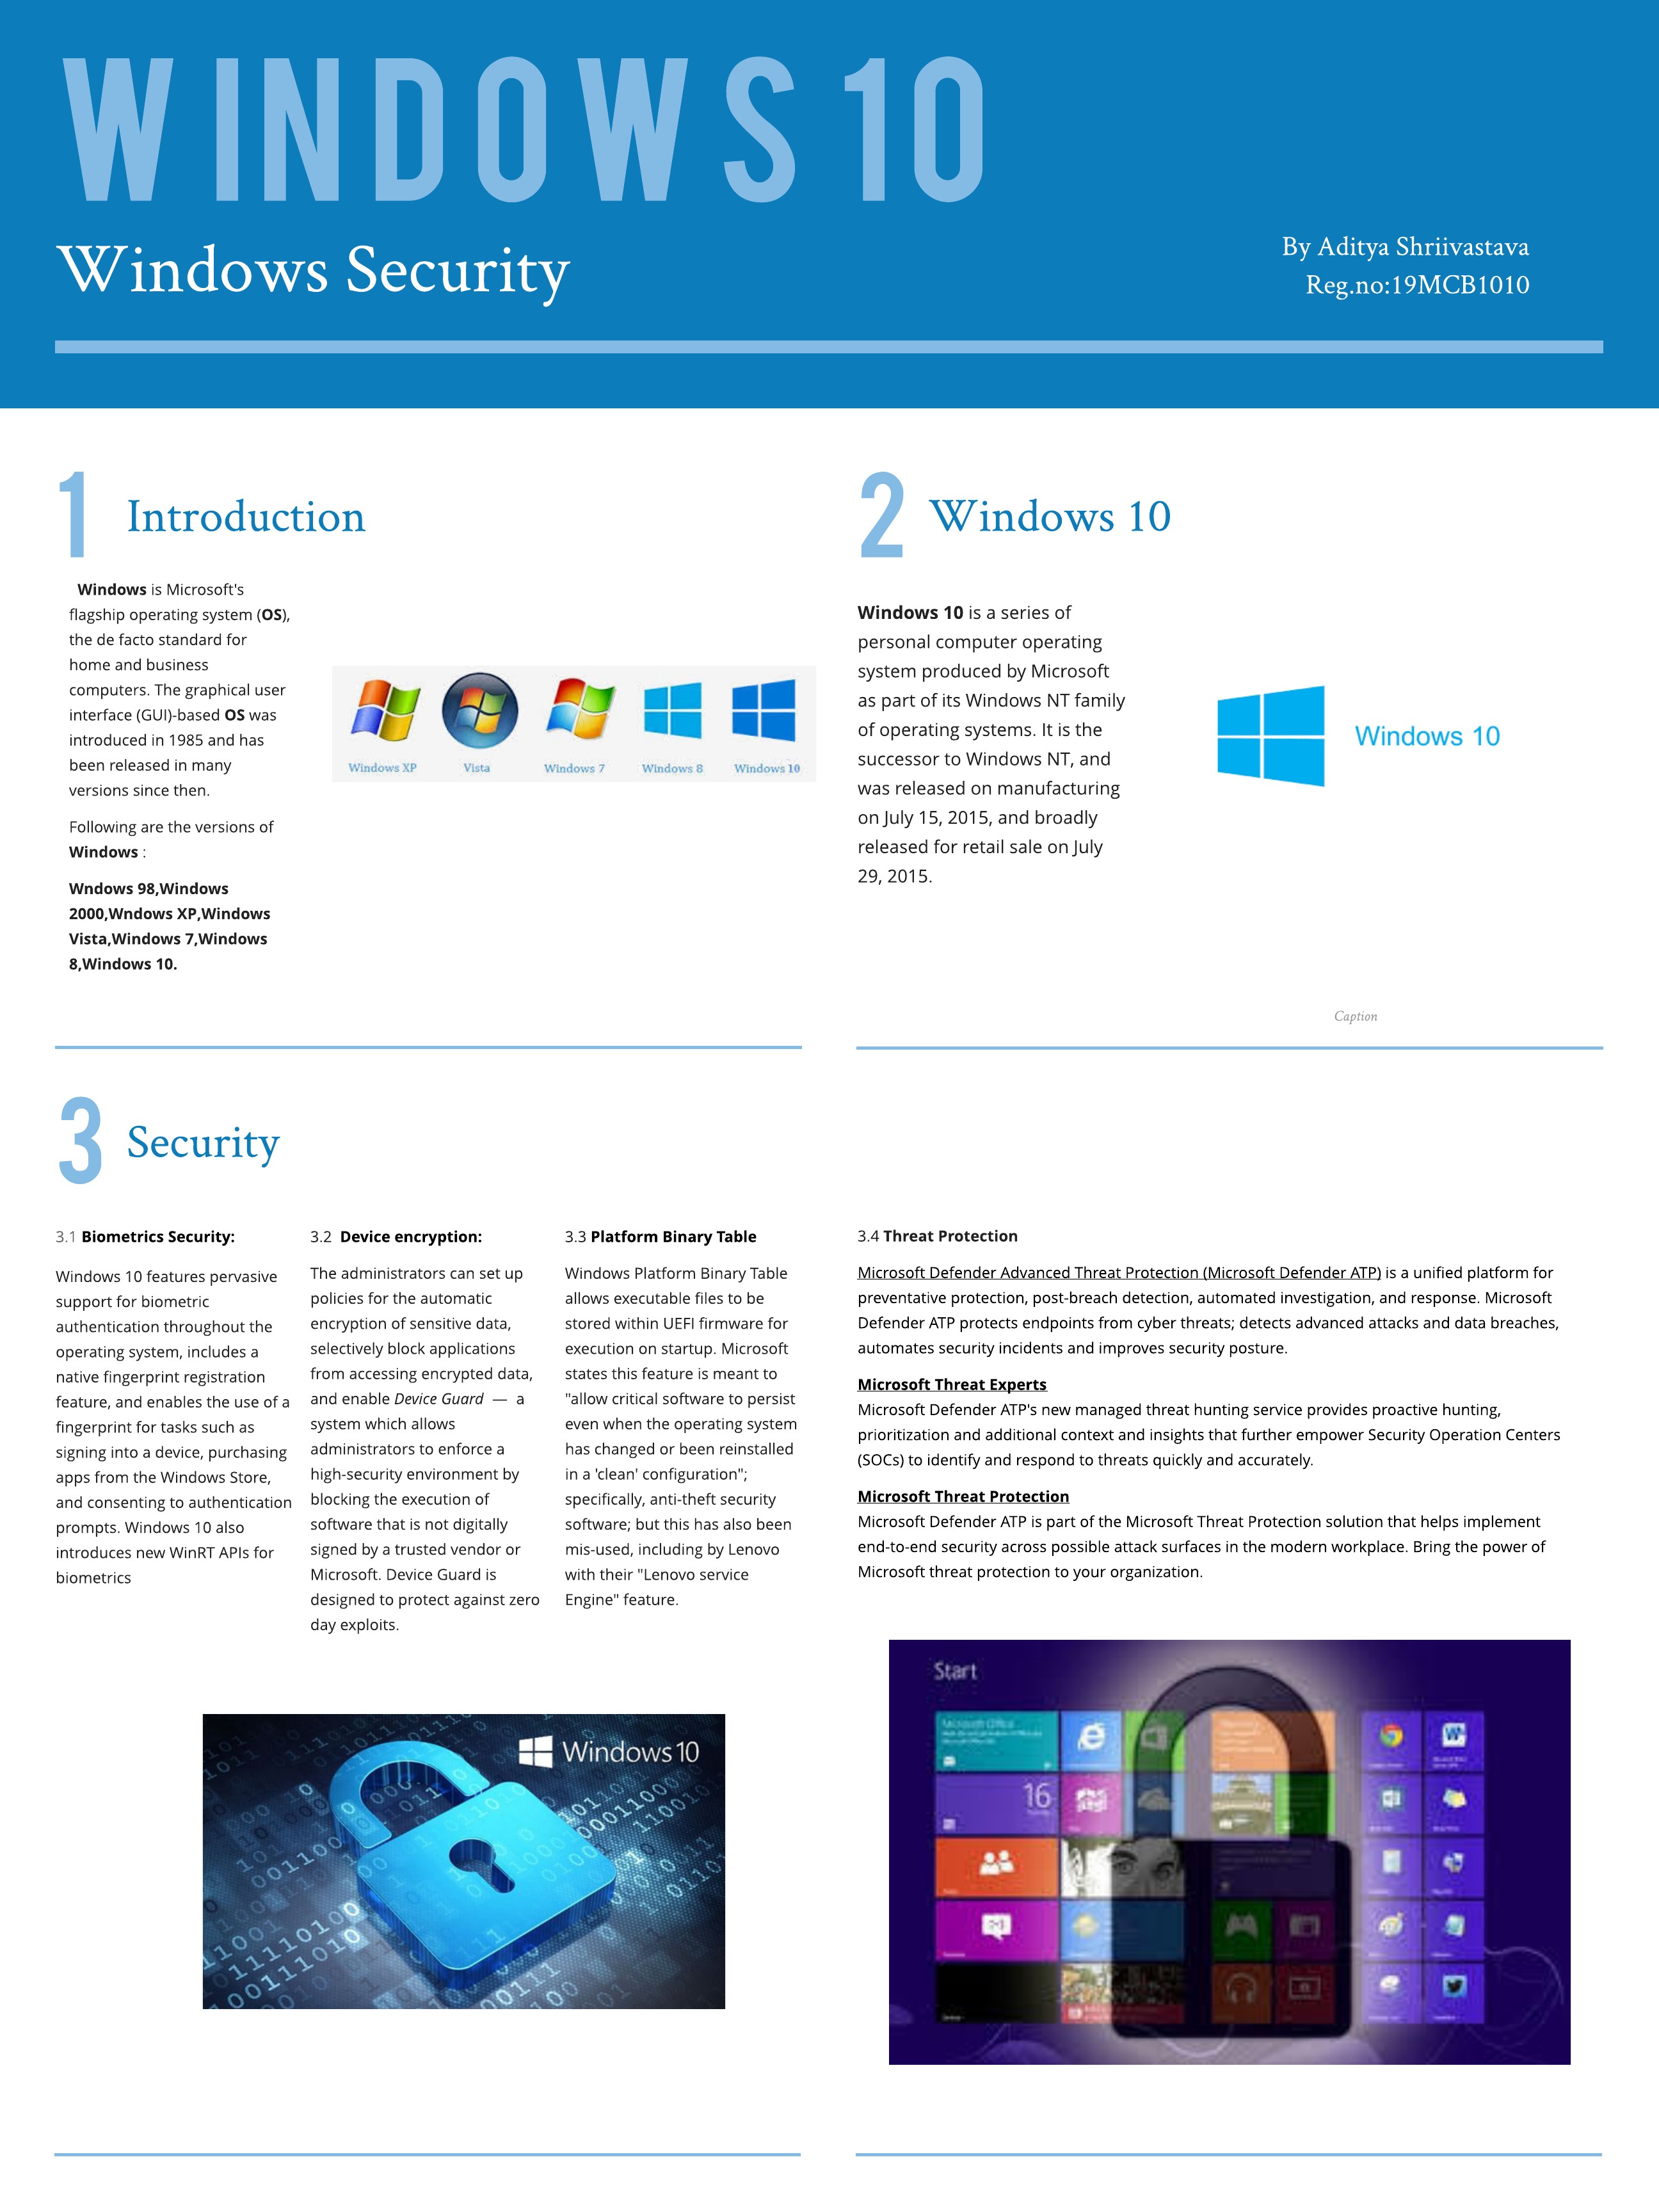 WINDOWS 10
Windows Security
By Aditya Shriivastava
Reg.no:19MCB1010
1 Introduction
Windows is Microsoft's
flagship operating system (OS),
the de facto standard for
home and business
computers. The graphical user
interface (GUI)-based OS was
introduced in 1985 and has
been released in many
versions since then.
Following are the versions of
Windows :
Wndows 98,Windows
2000,Wndows XP,Windows
Vista,Windows 7,Windows
8,Windows 10.
Windows XP Vista Windows 7 Windows 8 Windows 10
2 Windows 10
Windows 10 is a series of
personal computer operating
system produced by Microsoft
as part of its Windows NT family
of operating systems. It is the
successor to Windows NT, and
was released on manufacturing
on July 15, 2015, and broadly
released for retail sale on July
29, 2015.
Windows 10
Caption
3 Security
3.1 Biometrics Security:
Windows 10 features pervasive
support for biometric
authentication throughout the
operating system, includes a
native fingerprint registration
feature, and enables the use of a
fingerprint for tasks such as
signing into a device, purchasing
apps from the Windows Store,
and consenting to authentication
prompts. Windows 10 also
introduces new WinRT APIs for
biometrics
3.2 Device encryption:
The administrators can set up
policies for the automatic
encryption of sensitive data,
selectively block applications
from accessing encrypted data,
and enable Device Guard — a
system which allows
administrators to enforce a
high-security environment by
blocking the execution of
software that is not digitally
signed by a trusted vendor or
Microsoft. Device Guard is
designed to protect against zero
day exploits.
3.3 Platform Binary Table
Windows Platform Binary Table
allows executable files to be
stored within UEFI firmware for
execution on startup. Microsoft
states this feature is meant to
"allow critical software to persist
even when the operating system
has changed or been reinstalled
in a 'clean' configuration";
specifically, anti-theft security
software; but this has also been
mis-used, including by Lenovo
with their "Lenovo service
Engine" feature.
3.4 Threat Protection
Microsoft Defender Advanced Threat Protection (Microsoft Defender ATP) is a unified platform for
preventative protection, post-breach detection, automated investigation, and response. Microsoft
Defender ATP protects endpoints from cyber threats; detects advanced attacks and data breaches,
automates security incidents and improves security posture.
Microsoft Threat Experts
Microsoft Defender ATP's new managed threat hunting service provides proactive hunting,
prioritization and additional context and insights that further empower Security Operation Centers
(SOCs) to identify and respond to threats quickly and accurately.
Microsoft Threat Protection
Microsoft Defender ATP is part of the Microsoft Threat Protection solution that helps implement
end-to-end security across possible attack surfaces in the modern workplace. Bring the power of
Microsoft threat protection to your organization.
Windows 10
Start
16